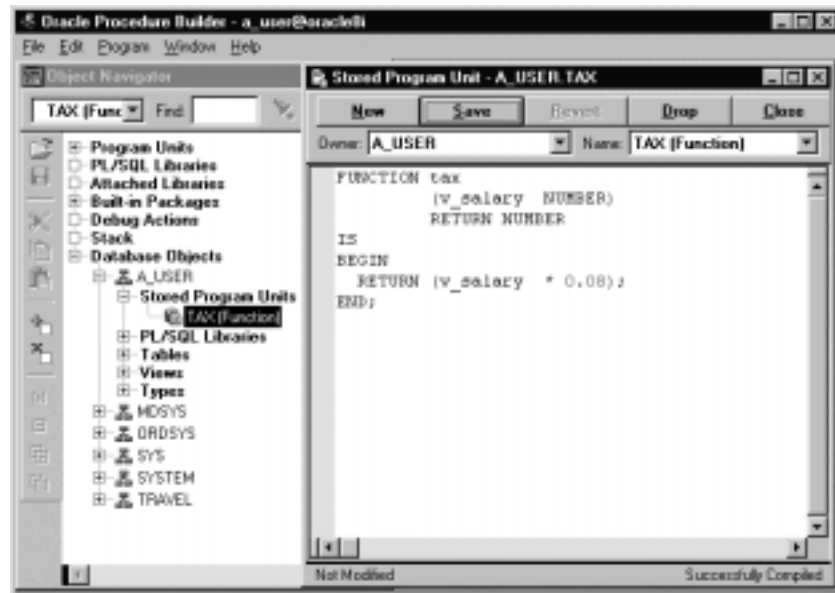 Oracle Procedure Builder - a_user@oracle8i
File Edit Program Window Help
Object Navigator
TAX (Func Find:
Program Units
PL/SQL Libraries
Attached Libraries
Built-in Packages
Debug Actions
Stack
Database Objects
A_USER
Stored Program Units
TAX (Function)
PL/SQL Libraries
Tables
Views
Types
MDSYS
ORDSYS
SYS
SYSTEM
TRAVEL
Stored Program Unit - A_USER.TAX
New Save Revert Drop Close
Owner: A_USER Name: TAX (Function)
FUNCTION tax
(v_salary NUMBER)
RETURN NUMBER
IS
BEGIN
RETURN (v_salary * 0.08);
END;
Not Modified Successfully Compiled